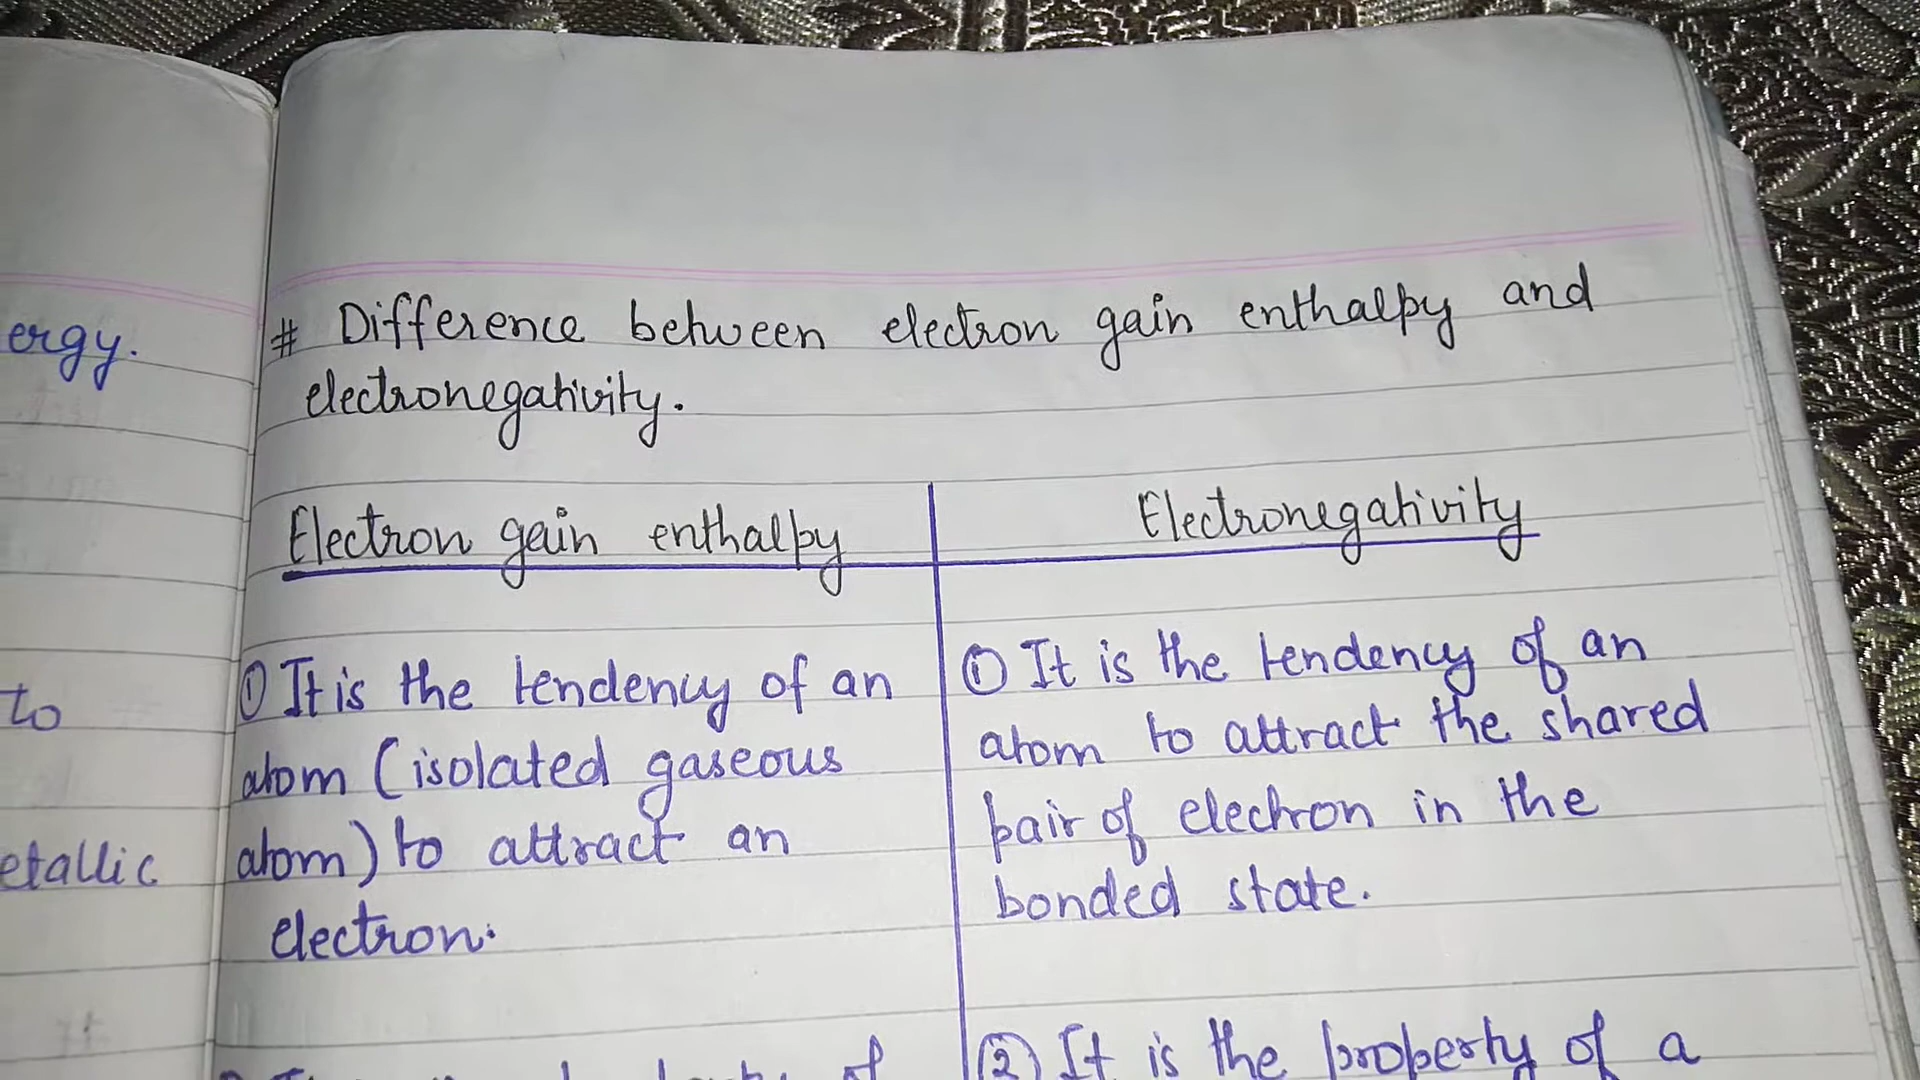 ergy.
to
etallic
# Difference between electron gain enthalpy and
electronegativity.
Electron gain enthalpy
Electronegativity
① It is the tendency of an
atom (isolated gaseous
atom) to attract an
electron.
① It is the tendency of an
atom to attract the shared
pair of electron in the
bonded state.
of
② It is the property of a